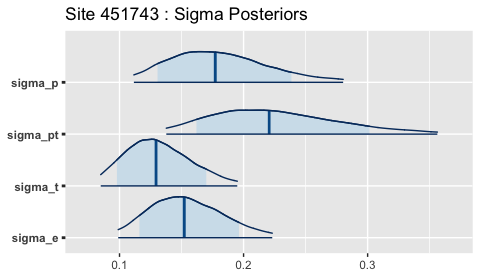 Site 451743 : Sigma Posteriors
sigma_p
sigma_pt
sigma_t
sigma_e
0.1 0.2 0.3